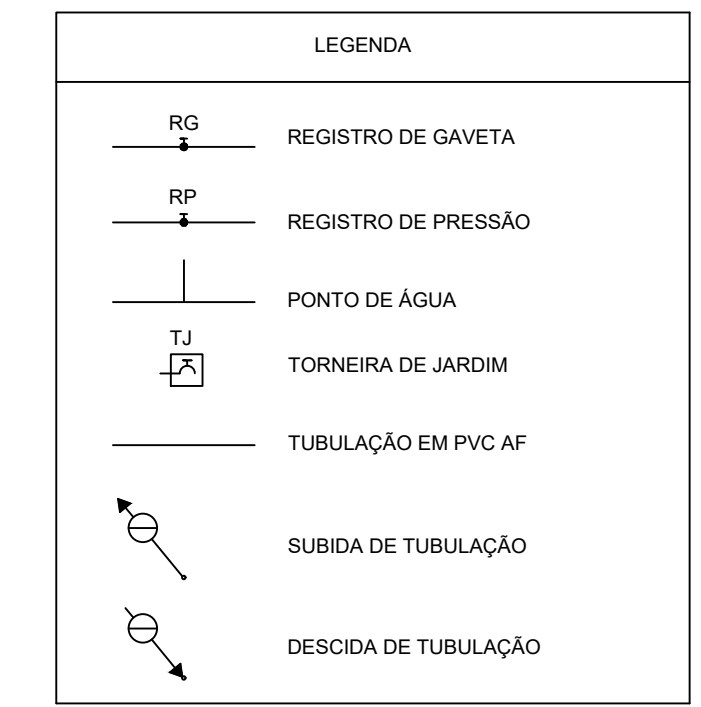 LEGENDA
RG
REGISTRO DE GAVETA
RP
REGISTRO DE PRESSÃO
PONTO DE ÁGUA
TJ
TORNEIRA DE JARDIM
TUBULAÇÃO EM PVC AF
SUBIDA DE TUBULAÇÃO
DESCIDA DE TUBULAÇÃO